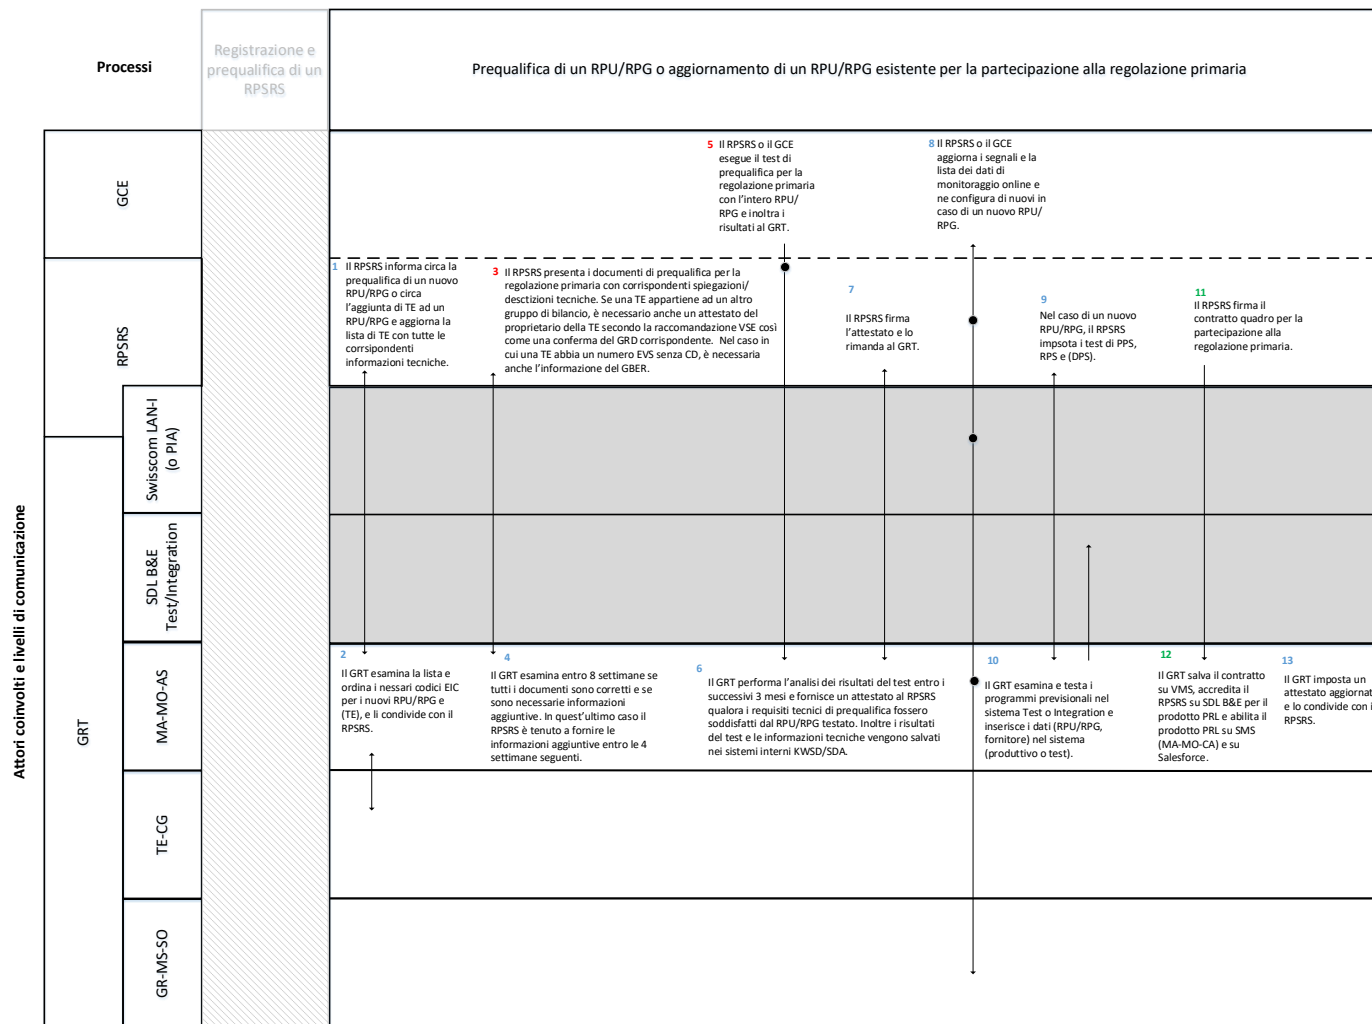 Processi
Registrazione e
prequalifica di un
RPSRS
Prequalifica di un RPU/RPG o aggiornamento di un RPU/RPG esistente per la partecipazione alla regolazione primaria
Attori coinvolti e livelli di comunicazione
GCE
5 Il RPSRS o il GCE
esegue il test di
prequalifica per la
regolazione primaria
con l'intero RPU/
RPG e inoltra i
risultati al GRT.
8 Il RPSRS o il GCE
aggiorna i segnali e la
lista dei dati di
monitoraggio online e
ne configura di nuovi in
caso di un nuovo RPU/
RPG.
RPSRS
1 Il RPSRS informa circa la
prequalifica di un nuovo
RPU/RPG o circa
l'aggiunta di TE ad un
RPU/RPG e aggiorna la
lista di TE con tutte le
corrsipondenti
informazioni tecniche.
3 Il RPSRS presenta i documenti di prequalifica per la
regolazione primaria con corrispondenti spiegazioni/
desctizioni tecniche. Se una TE appartiene ad un altro
gruppo di bilancio, è necessario anche un attestato del
proprietario della TE secondo la raccomandazione VSE così
come una conferma del GRD corrispondente. Nel caso in
cui una TE abbia un numero EVS senza CD, è necessaria
anche l'informazione del GBER.
7
Il RPSRS firma
l'attestato e lo
rimanda al GRT.
9
Nel caso di un nuovo
RPU/RPG, il RPSRS
impsota i test di PPS,
RPS e (DPS).
11
Il RPSRS firma il
contratto quadro per la
partecipazione alla
regolazione primaria.
GRT
Swisscom LAN-I
(o PIA)
SDL B&E
Test/Integration
MA-MO-AS
2
Il GRT esamina la lista e
ordina i nessari codici EIC
per i nuovi RPU/RPG e
(TE), e li condivide con il
RPSRS.
4
Il GRT esamina entro 8 settimane se
tutti i documenti sono corretti e se
sono necessarie informazioni
aggiuntive. In quest'ultimo caso il
RPSRS è tenuto a fornire le
informazioni aggiuntive entro le 4
settimane seguenti.
6
Il GRT performa l'analisi dei risultati del test entro i
successivi 3 mesi e fornisce un attestato al RPSRS
qualora i requisiti tecnici di prequalifica fossero
soddisfatti dal RPU/RPG testato. Inoltre i risultati
del test e le informazioni tecniche vengono salvati
nei sistemi interni KWSD/SDA.
10
Il GRT esamina e testa i
programmi previsionali nel
sistema Test o Integration e
inserisce i dati (RPU/RPG,
fornitore) nel sistema
(produttivo o test).
12
Il GRT salva il contratto
su VMS, accredita il
RPSRS su SDL B&E per il
prodotto PRL e abilita il
prodotto PRL su SMS
(MA-MO-CA) e su
Salesforce.
13
Il GRT imposta un
attestato aggiornat
e lo condivide con i
RPSRS.
TE-CG
GR-MS-SO